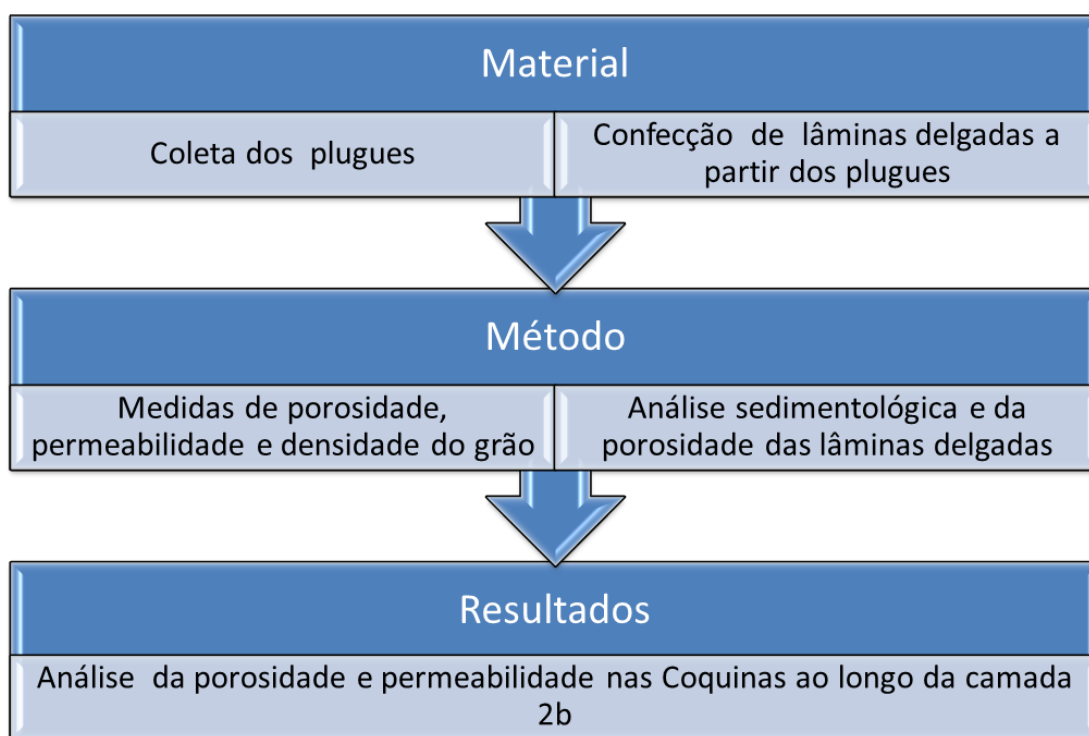 Material
Coleta dos plugues
Confecção de lâminas delgadas a
partir dos plugues
Método
Medidas de porosidade,
permeabilidade e densidade do grão
Análise sedimentológica e da
porosidade das lâminas delgadas
Resultados
Análise da porosidade e permeabilidade nas Coquinas ao longo da camada
2b